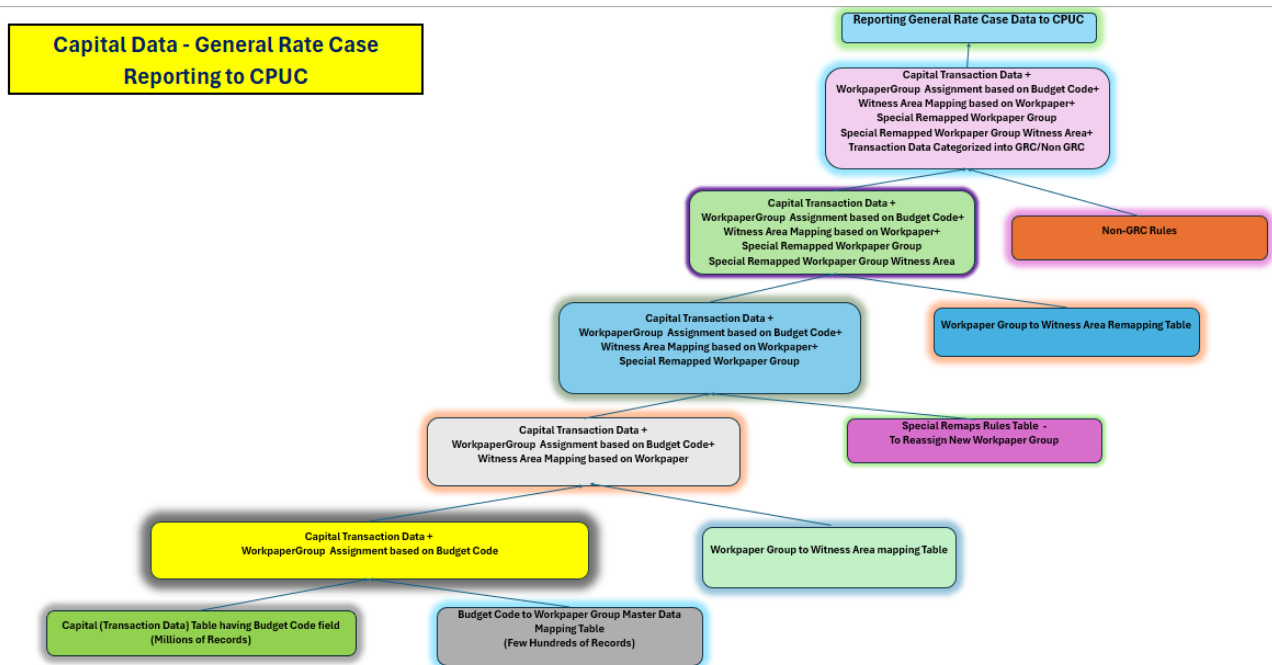 Capital Data - General Rate Case
Reporting to CPUC
Reporting General Rate Case Data to CPUC
Capital Transaction Data +
WorkpaperGroup Assignment based on Budget Code+
Witness Area Mapping based on Workpaper+
Special Remapped Workpaper Group
Special Remapped Workpaper Group Witness Area+
Transaction Data Categorized into GRC/Non GRC
Capital Transaction Data +
WorkpaperGroup Assignment based on Budget Code+
Witness Area Mapping based on Workpaper+
Special Remapped Workpaper Group
Special Remapped Workpaper Group Witness Area
Non-GRC Rules
Capital Transaction Data +
WorkpaperGroup Assignment based on Budget Code+
Witness Area Mapping based on Workpaper+
Special Remapped Workpaper Group
Workpaper Group to Witness Area Remapping Table
Capital Transaction Data +
WorkpaperGroup Assignment based on Budget Code+
Witness Area Mapping based on Workpaper
Special Remaps Rules Table -
To Reassign New Workpaper Group
Capital Transaction Data +
WorkpaperGroup Assignment based on Budget Code
Workpaper Group to Witness Area mapping Table
Capital (Transaction Data) Table having Budget Code field
(Millions of Records)
Budget Code to Workpaper Group Master Data
Mapping Table
(Few Hundreds of Records)